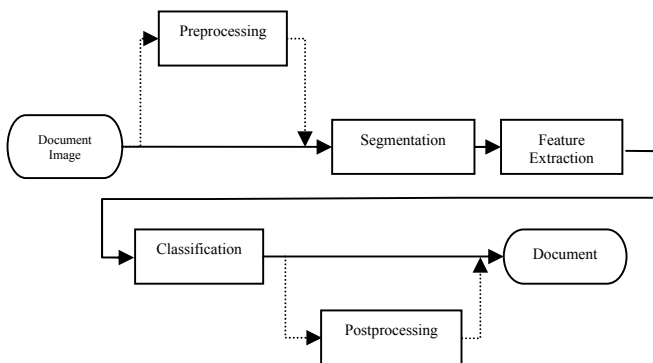 Preprocessing
Document
Image
Segmentation
Feature
Extraction
Classification
Document
Postprocessing